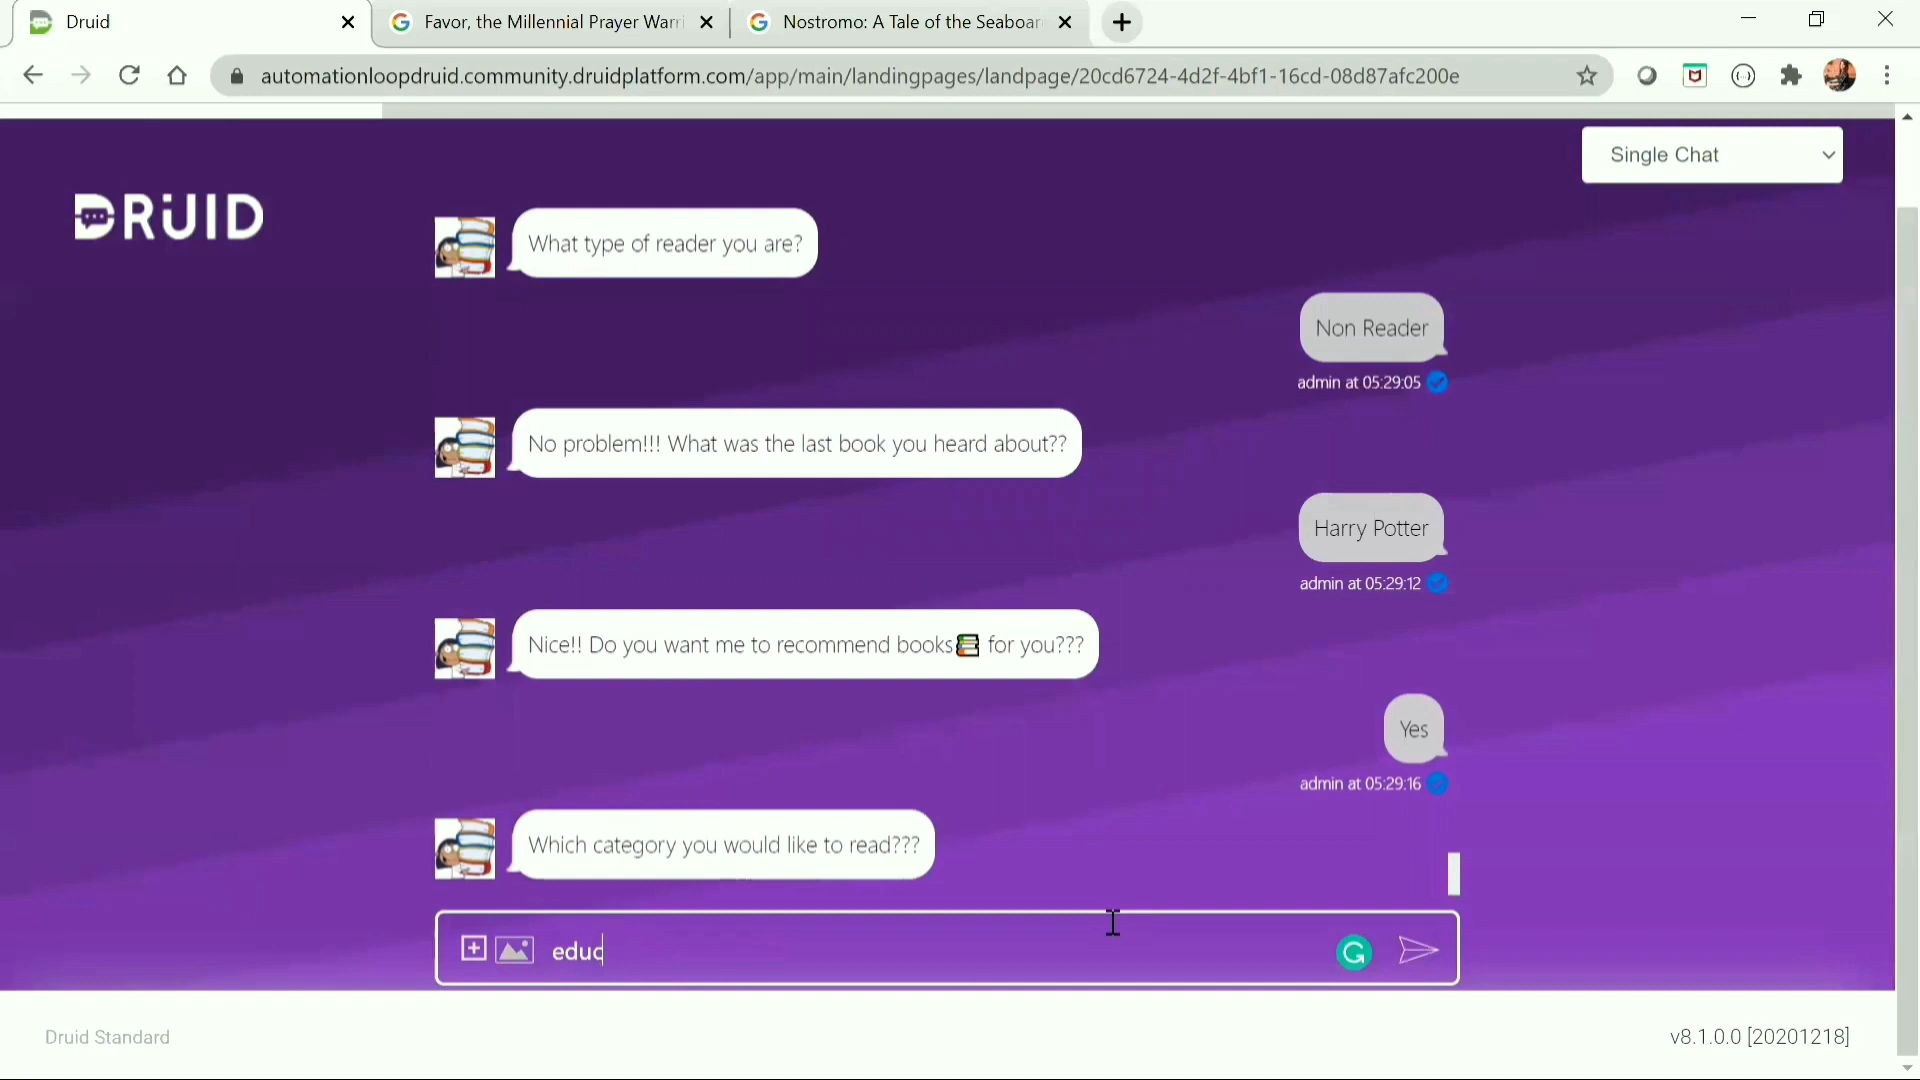 Druid
Favor, the Millennial Prayer Warri
Nostromo: A Tale of the Seaboar
automationloopdruid.community.druidplatform.com/app/main/landingpages/landpage/20cd6724-4d2f-4bf1-16cd-08d87afc200e
Single Chat
DRUID
What type of reader you are?
Non Reader
admin at 05:29:05
No problem!!! What was the last book you heard about??
Harry Potter
admin at 05:29:12
Nice!! Do you want me to recommend books📚 for you???
Yes
admin at 05:29:16
Which category you would like to read???
educ
Druid Standard
v8.1.0.0 [20201218]